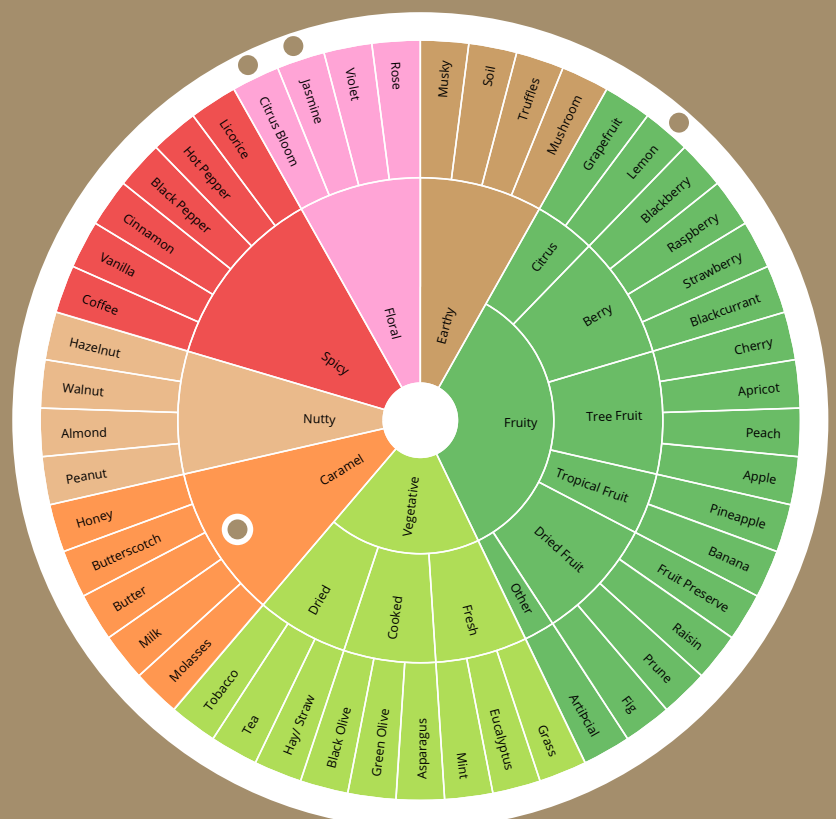 Musky
Soil
Truffles
Mushroom
Grapefruit
Lemon
Blackberry
Raspberry
Strawberry
Blackcurrant
Cherry
Apricot
Peach
Apple
Pineapple
Banana
Fruit Preserve
Raisin
Prune
Fig
ArtiÞcial
Grass
Eucalyptus
Mint
Asparagus
Green Olive
Black Olive
Hay/ Straw
Tea
Tobacco
Molasses
Milk
Butter
Butterscotch
Honey
Peanut
Almond
Walnut
Hazelnut
Coffee
Vanilla
Cinnamon
Black Pepper
Hot Pepper
Licorice
Citrus Bloom
Jasmine
Violet
Rose
Citrus
Berry
Tree Fruit
Tropical Fruit
Dried Fruit
Other
Fresh
Cooked
Dried
Earthy
Fruity
Vegetative
Caramel
Nutty
Spicy
Floral